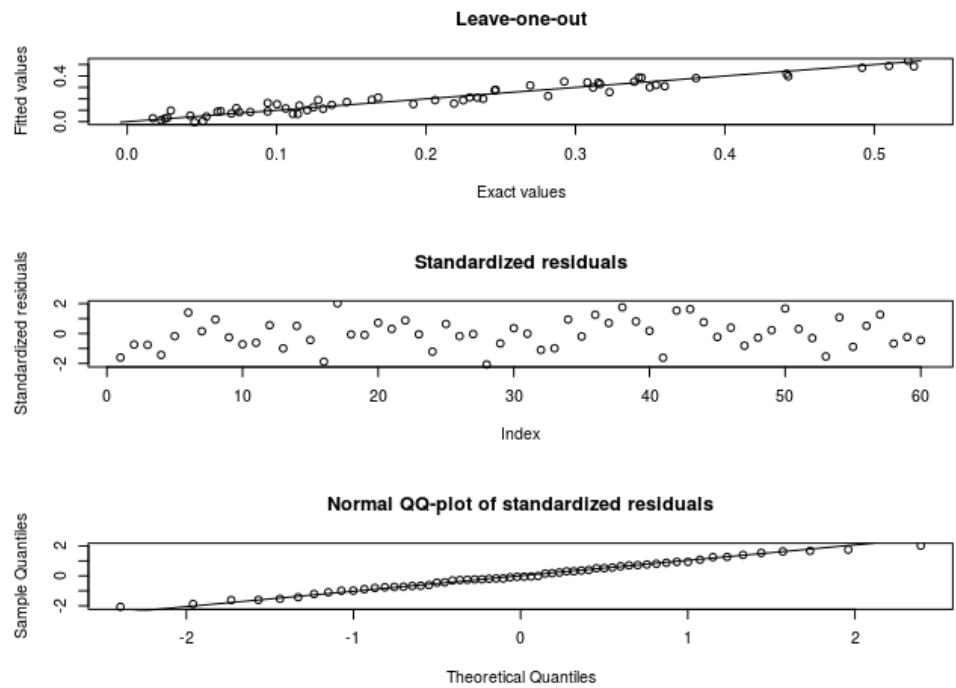 Leave-one-out
Fitted values
0.0 0.4
0.0 0.1 0.2 0.3 0.4 0.5
Exact values
Standardized residuals
Standardized residuals
-2 0 2
0 10 20 30 40 50 60
Index
Normal QQ-plot of standardized residuals
Sample Quantiles
-2 0 2
-2 -1 0 1 2
Theoretical Quantiles